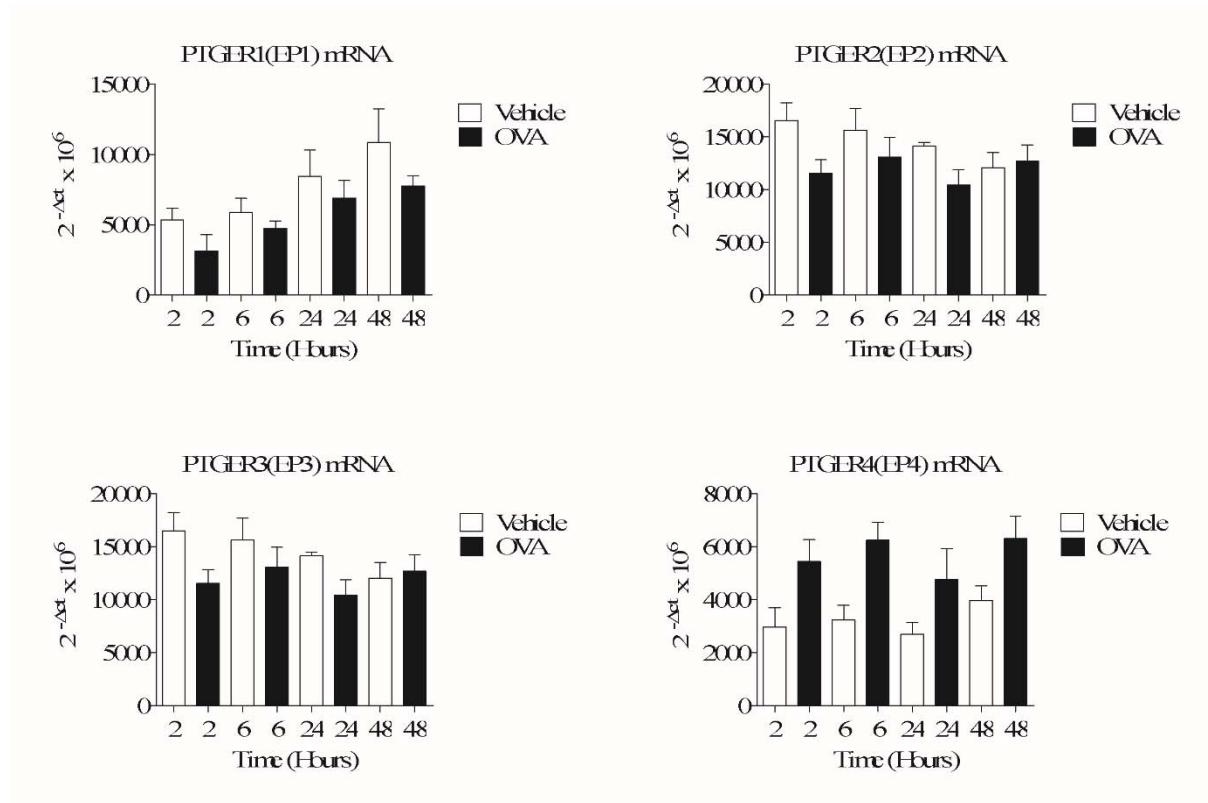 PTGER1(EP1) mRNA
15000
10000
5000
0
2^-Δct x 10^6
2 2 6 6 24 24 48 48
Time (Hours)
Vehicle
OVA
PTGER2(EP2) mRNA
20000
15000
10000
5000
0
2^-Δct x 10^6
2 2 6 6 24 24 48 48
Time (Hours)
Vehicle
OVA
PTGER3(EP3) mRNA
20000
15000
10000
5000
0
2^-Δct x 10^6
2 2 6 6 24 24 48 48
Time (Hours)
Vehicle
OVA
PTGER4(EP4) mRNA
8000
6000
4000
2000
0
2^-Δct x 10^6
2 2 6 6 24 24 48 48
Time (Hours)
Vehicle
OVA